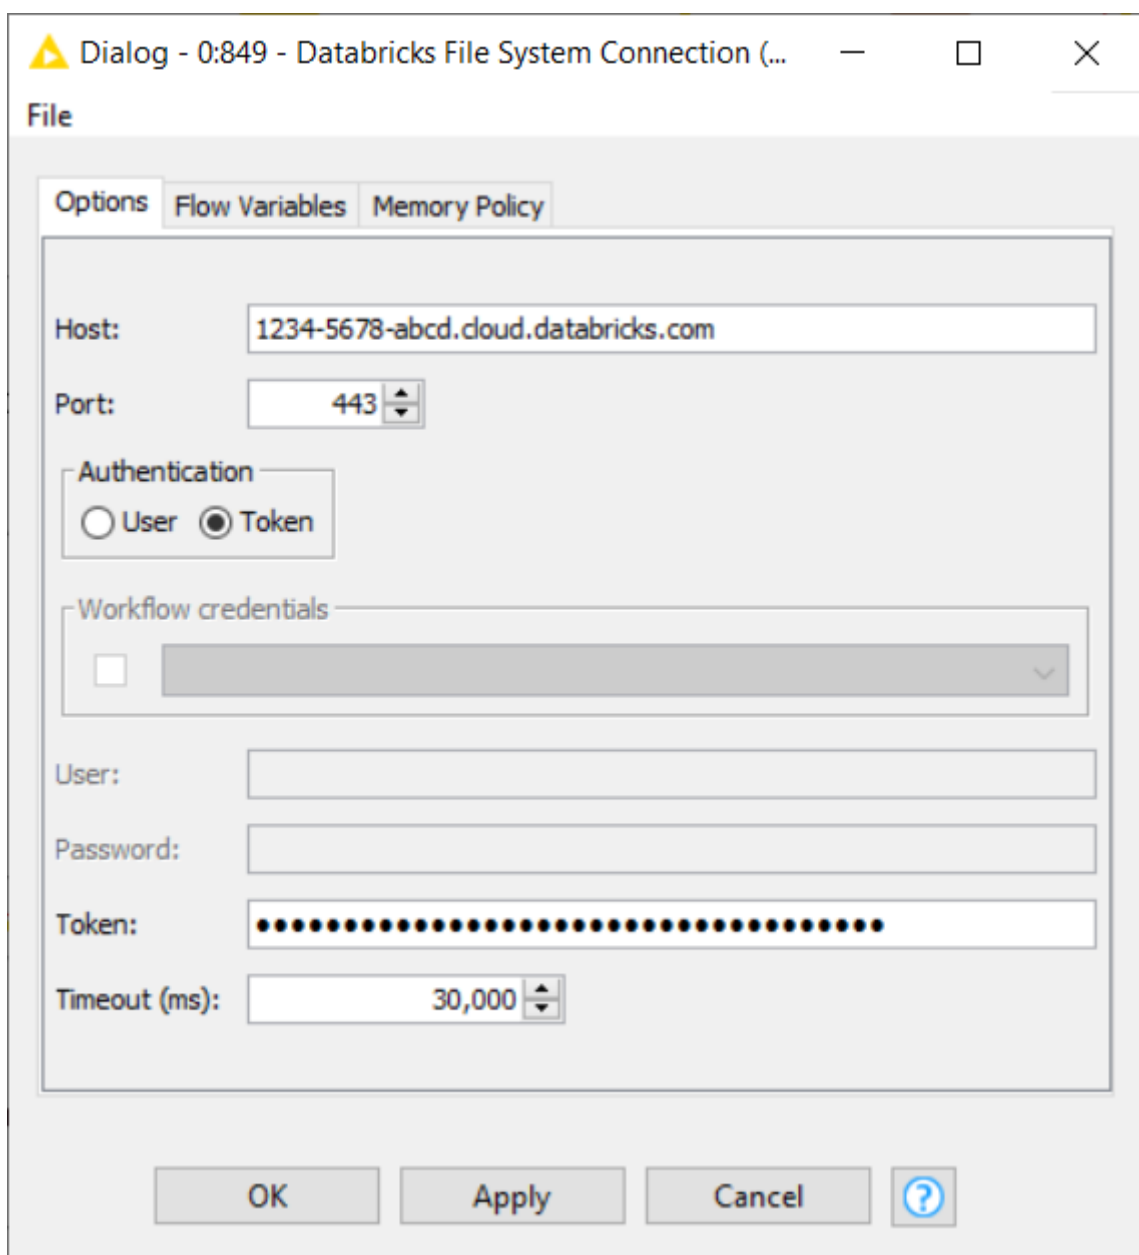 Dialog - 0:849 - Databricks File System Connection (...
File
Options Flow Variables Memory Policy
Host: 1234-5678-abcd.cloud.databricks.com
Port: 443
Authentication
User Token
Workflow credentials
User:
Password:
Token: ••••••••••••••••••••••••••••••••••••
Timeout (ms): 30,000
OK Apply Cancel ?